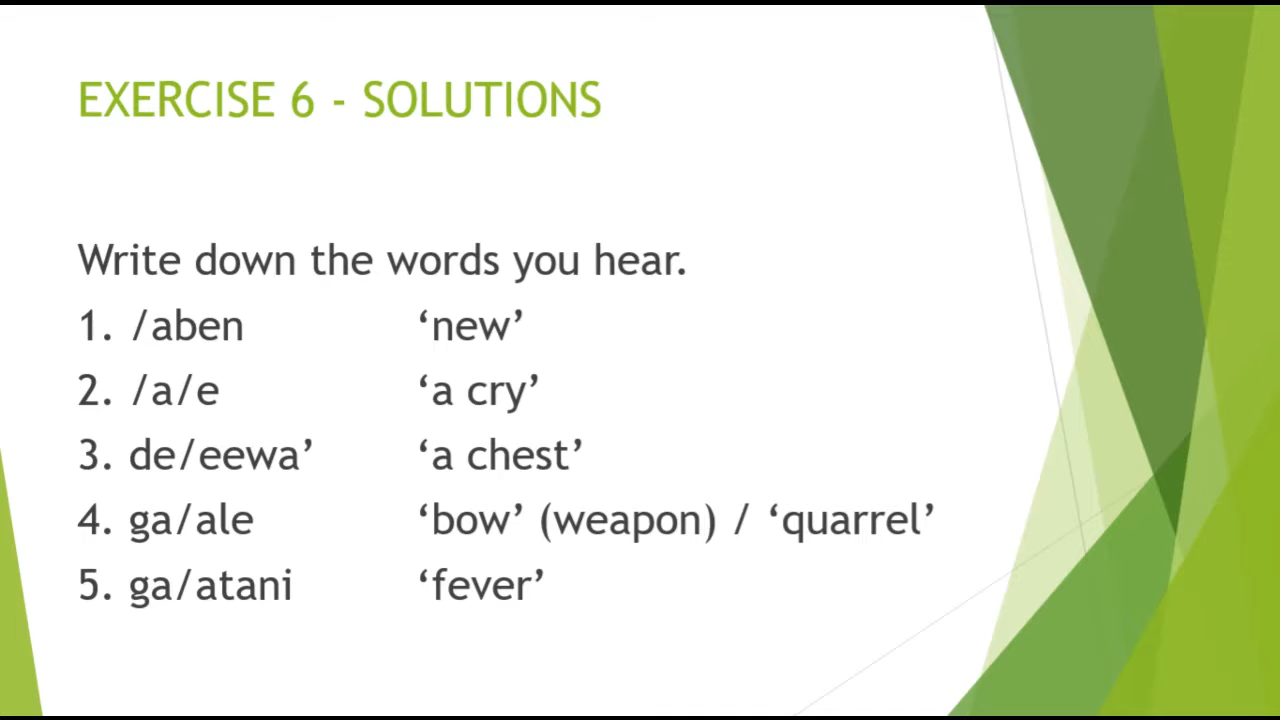 EXERCISE 6 - SOLUTIONS
Write down the words you hear.
1. /aben ‘new’
2. /a/e ‘a cry’
3. de/eewa’ ‘a chest’
4. ga/ale ‘bow’ (weapon) / ‘quarrel’
5. ga/atani ‘fever’